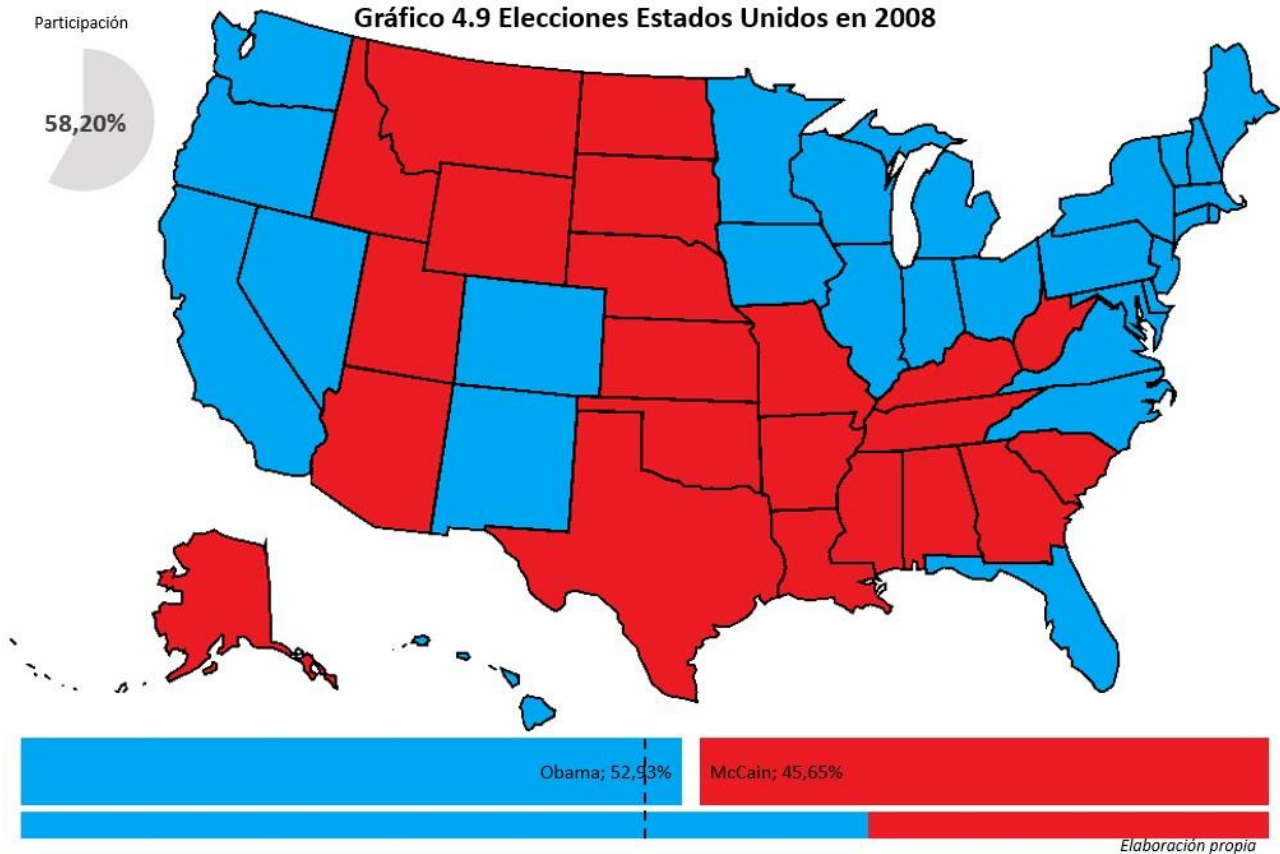 Gráfico 4.9 Elecciones Estados Unidos en 2008
Participación
58,20%
Obama; 52,93%
McCain; 45,65%
Elaboración propia